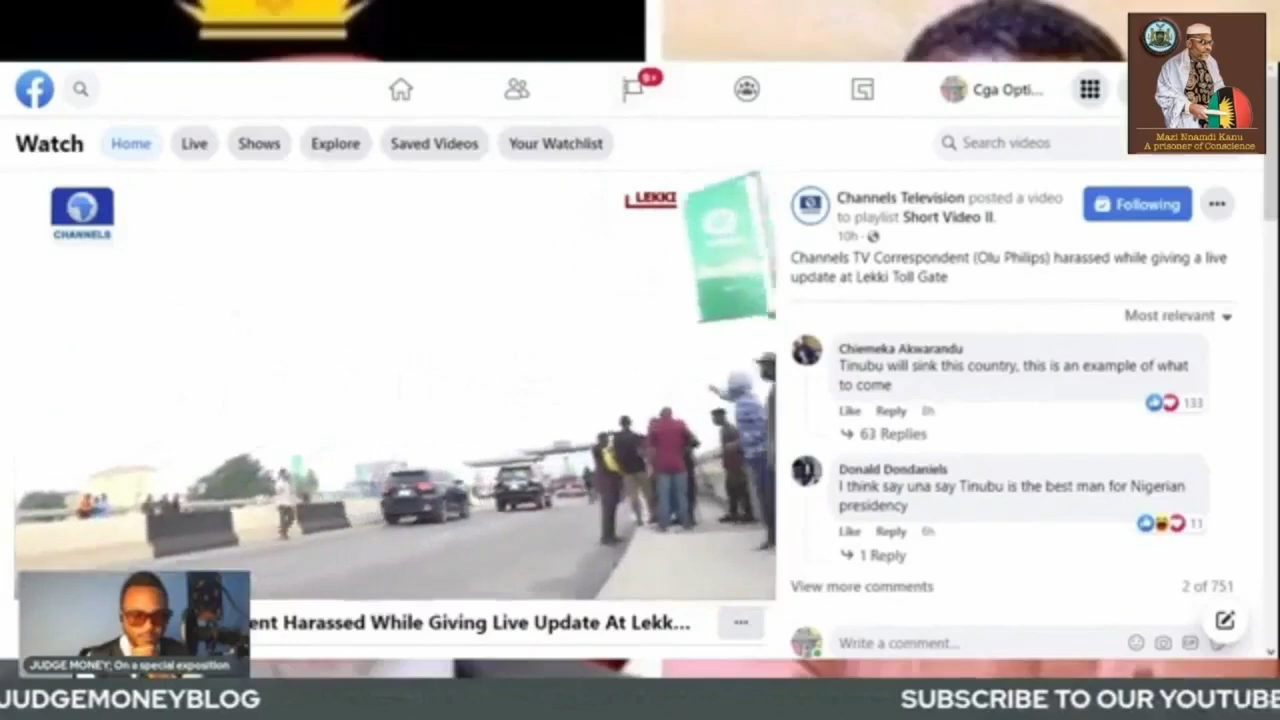 Cga Opti...
9+
Mazi Nnamdi Kanu
A prisoner of Conscience
Watch
Home
Live
Shows
Explore
Saved Videos
Your Watchlist
Search videos
CHANNELS
LEKKI
Channels Television posted a video
to playlist Short Video II.
10h
Following
Channels TV Correspondent (Olu Philips) harassed while giving a live
update at Lekki Toll Gate
Most relevant
Chiemeka Akwarandu
Tinubu will sink this country, this is an example of what
to come
133
Like Reply 8h
63 Replies
Donald Dondaniels
I think say una say Tinubu is the best man for Nigerian
presidency
11
Like Reply 6h
1 Reply
View more comments
2 of 751
ent Harassed While Giving Live Update At Lekk...
Write a comment...
JUDGE MONEY; On a special exposition
JUDGEMONEYBLOG
SUBSCRIBE TO OUR YOUTUBE